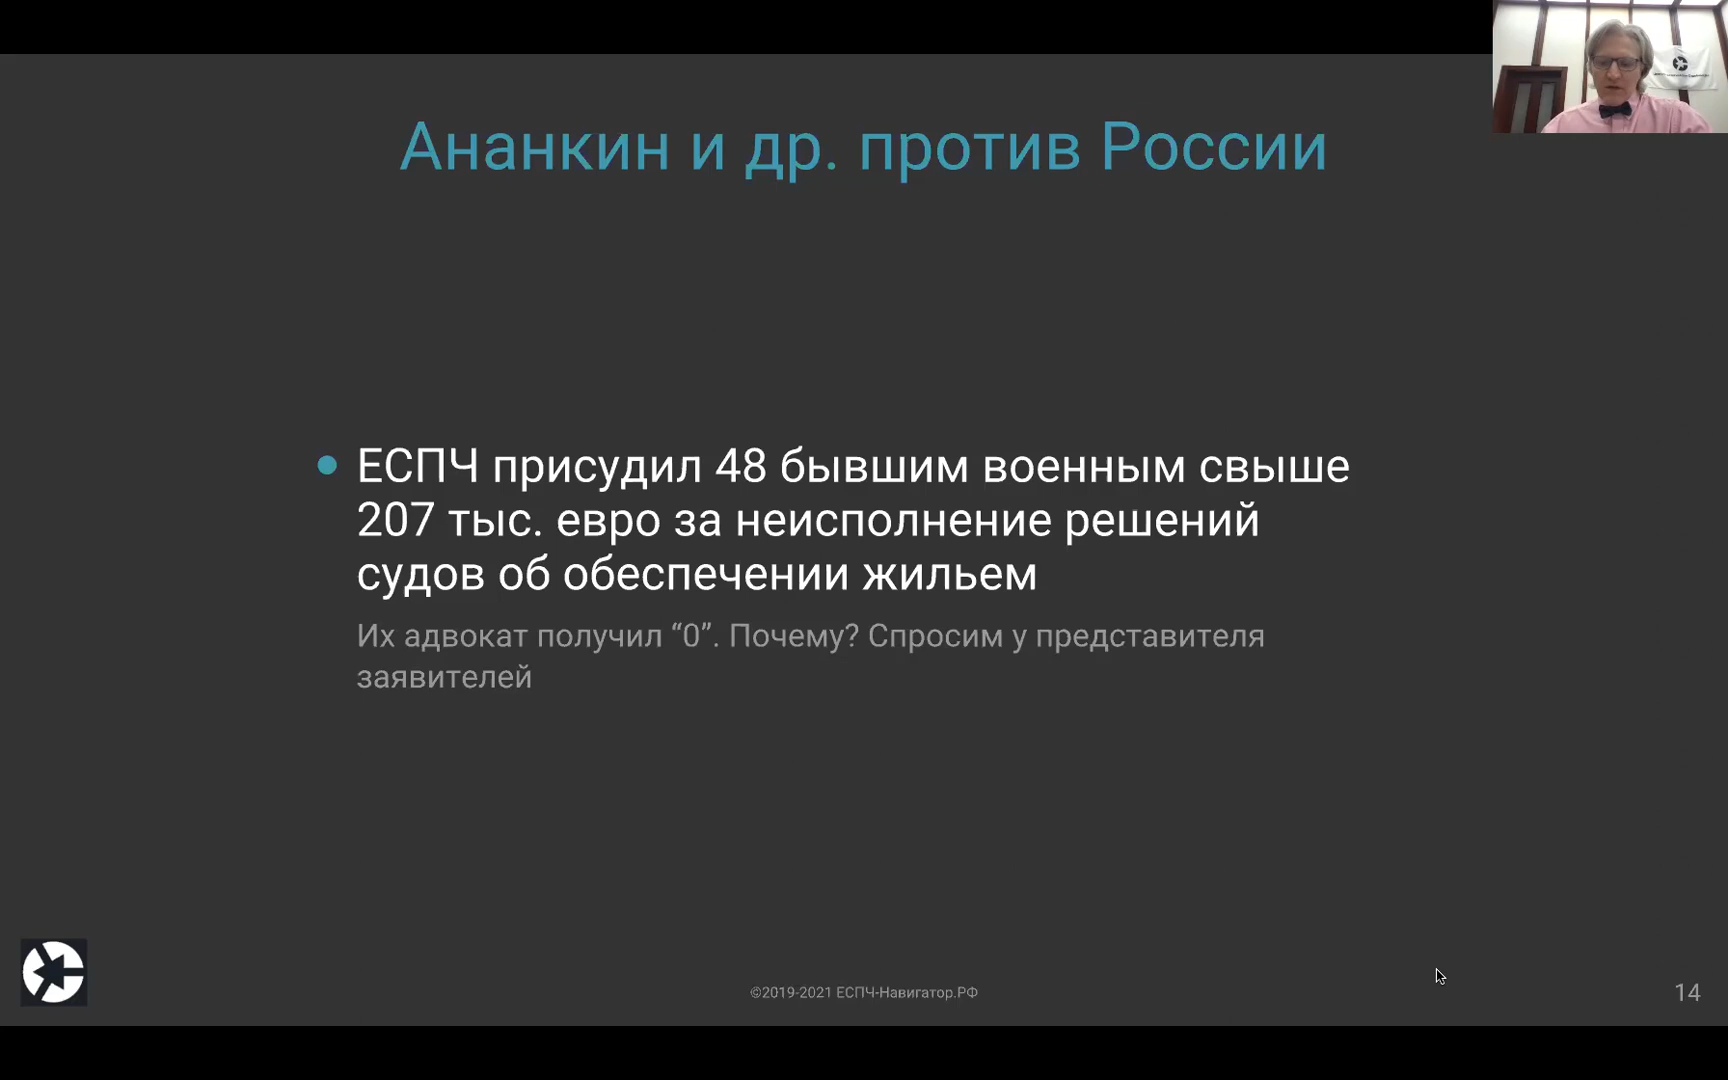 Ананкин и др. против России
ЕСПЧ присудил 48 бывшим военным свыше
207 тыс. евро за неисполнение решений
судов об обеспечении жильем
Их адвокат получил “0”. Почему? Спросим у представителя
заявителей
©2019-2021 ЕСПЧ-Навигатор.РФ
14